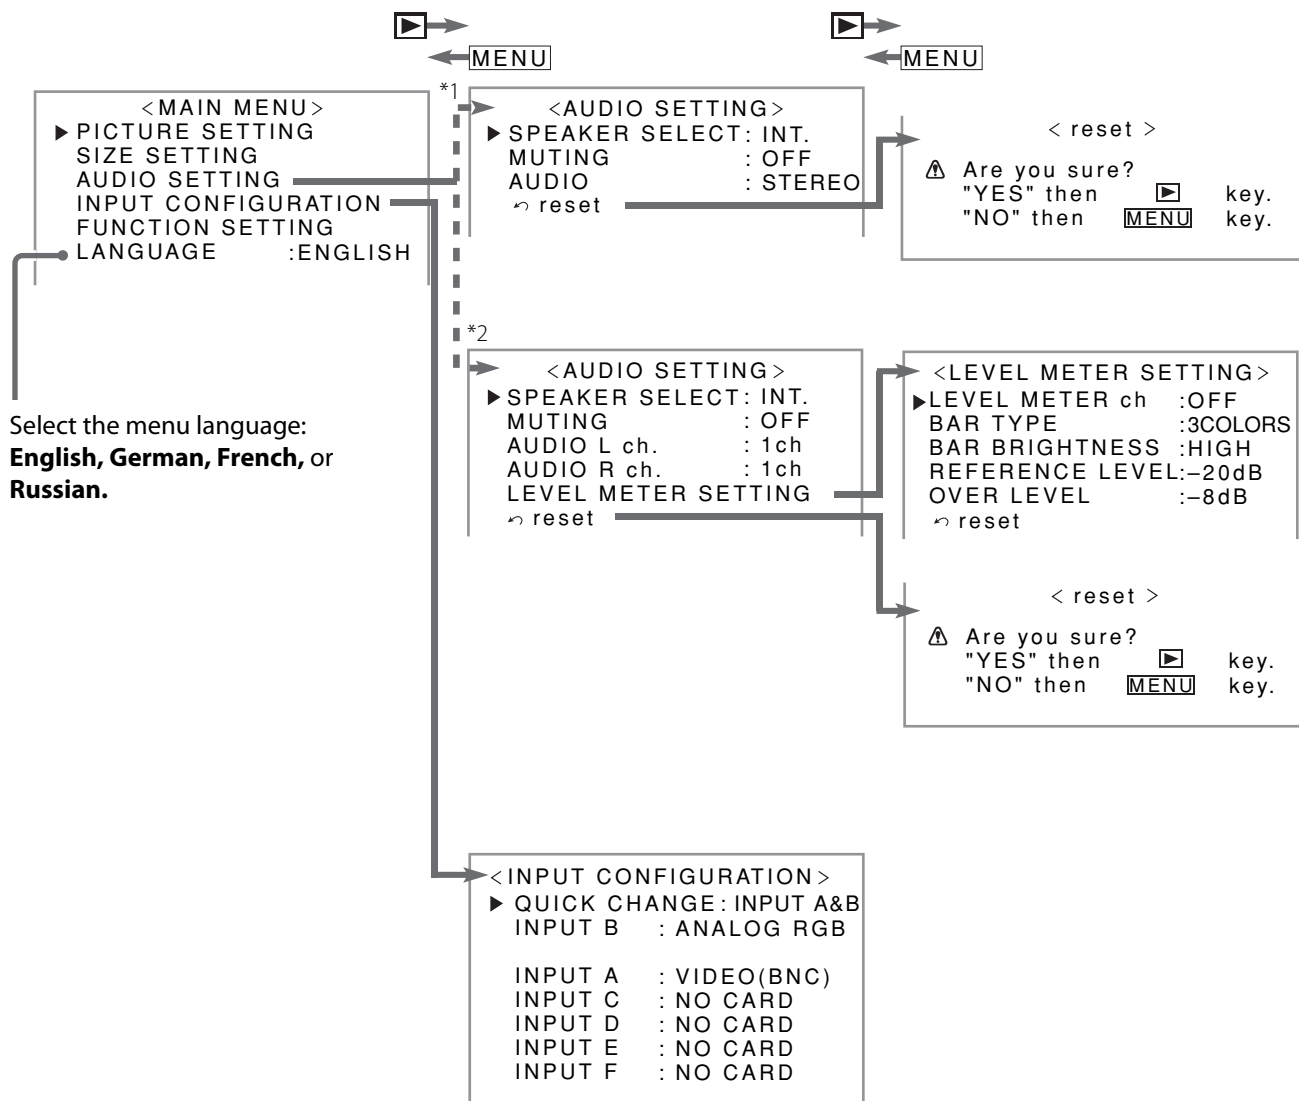 MENU
MENU
*1
<MAIN MENU>
PICTURE SETTING
SIZE SETTING
AUDIO SETTING
INPUT CONFIGURATION
FUNCTION SETTING
LANGUAGE :ENGLISH
Select the menu language:
English, German, French, or
Russian.
<AUDIO SETTING>
SPEAKER SELECT: INT.
MUTING : OFF
AUDIO : STEREO
reset
< reset >
Are you sure?
"YES" then key.
"NO" then MENU key.
*2
<AUDIO SETTING>
SPEAKER SELECT: INT.
MUTING : OFF
AUDIO L ch. : 1ch
AUDIO R ch. : 1ch
LEVEL METER SETTING
reset
<LEVEL METER SETTING>
LEVEL METER ch :OFF
BAR TYPE :3COLORS
BAR BRIGHTNESS :HIGH
REFERENCE LEVEL:–20dB
OVER LEVEL :–8dB
reset
< reset >
Are you sure?
"YES" then key.
"NO" then MENU key.
<INPUT CONFIGURATION>
QUICK CHANGE: INPUT A&B
INPUT B : ANALOG RGB
INPUT A : VIDEO(BNC)
INPUT C : NO CARD
INPUT D : NO CARD
INPUT E : NO CARD
INPUT F : NO CARD